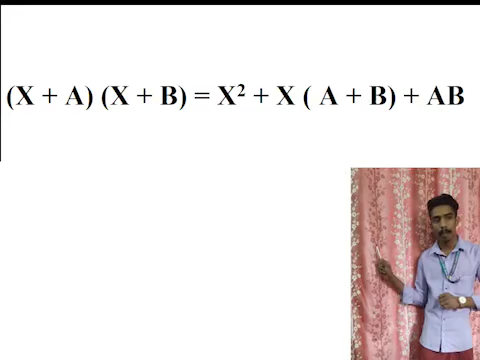 (X + A) (X + B) = X² + X ( A + B) + AB